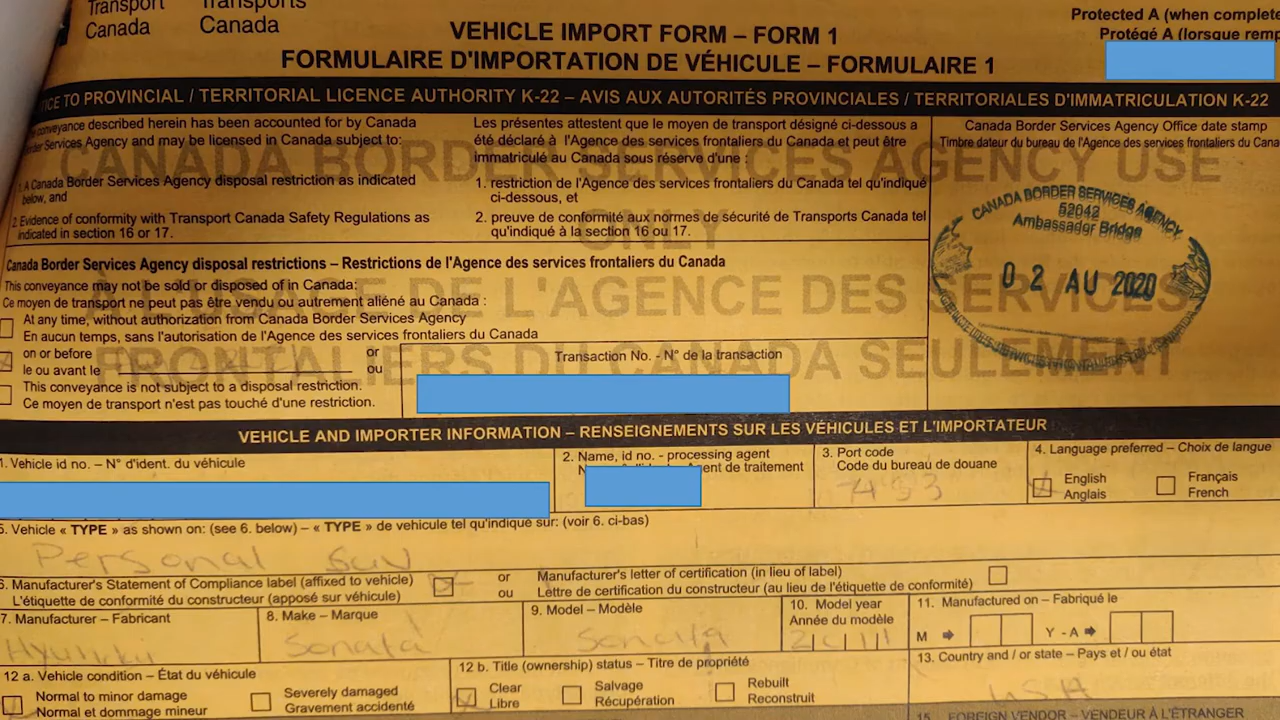 Transport Transports
Canada Canada
Protected A (when complete
Protégé A (lorsque remp
VEHICLE IMPORT FORM – FORM 1
FORMULAIRE D'IMPORTATION DE VÉHICULE – FORMULAIRE 1
ICE TO PROVINCIAL / TERRITORIAL LICENCE AUTHORITY K-22 – AVIS AUX AUTORITÉS PROVINCIALES / TERRITORIALES D'IMMATRICULATION K-22
CANADA BORDER SERVICES AGENCY USE
ONLY
À L'USAGE DE L'AGENCE DES SERVICES
FRONTALIERS DU CANADA SEULEMENT
conveyance described herein has been accounted for by Canada
Border Services Agency and may be licensed in Canada subject to:
1. A Canada Border Services Agency disposal restriction as indicated
below, and
2. Evidence of conformity with Transport Canada Safety Regulations as
indicated in section 16 or 17.
Les présentes attestent que le moyen de transport désigné ci-dessous a
été déclaré à l'Agence des services frontaliers du Canada et peut être
immatriculé au Canada sous réserve d'une :
1. restriction de l'Agence des services frontaliers du Canada tel qu'indiqué
ci-dessous, et
2. preuve de conformité aux normes de sécurité de Transports Canada tel
qu'indiqué à la section 16 ou 17.
Canada Border Services Agency Office date stamp
Timbre dateur du bureau de l'Agence des services frontaliers du Cana
CANADA BORDER SERVICES AGENCY
52042
Ambassador Bridge
02 AU 2020
Canada Border Services Agency disposal restrictions – Restrictions de l'Agence des services frontaliers du Canada
This conveyance may not be sold or disposed of in Canada:
Ce moyen de transport ne peut pas être vendu ou autrement aliéné au Canada :
At any time, without authorization from Canada Border Services Agency
En aucun temps, sans l'autorisation de l'Agence des services frontaliers du Canada
on or before or
le ou avant le ou
This conveyance is not subject to a disposal restriction.
Ce moyen de transport n'est pas touché d'une restriction.
Transaction No. - N° de la transaction
VEHICLE AND IMPORTER INFORMATION – RENSEIGNEMENTS SUR LES VÉHICULES ET L'IMPORTATEUR
1. Vehicle id no. – N° d'ident. du véhicule
2. Name, id no. - processing agent
agent de traitement
3. Port code
Code du bureau de douane
453
4. Language preferred – Choix de langue
English Français
Anglais French
5. Vehicle « TYPE » as shown on: (see 6. below) – « TYPE » de vehicule tel qu'indiqué sur: (voir 6. ci-bas)
Personal Suv
6. Manufacturer's Statement of Compliance label (affixed to vehicle) or Manufacturer's letter of certification (in lieu of label)
L'étiquette de conformité du constructeur (apposé sur véhicule) ou Lettre de certification du constructeur (au lieu de l'étiquette de conformité)
7. Manufacturer – Fabricant
8. Make – Marque
Sonata
9. Model – Modèle
Sonata
10. Model year
Année du modèle
11. Manufactured on – Fabriqué le
M Y - A
12 a. Vehicle condition – État du véhicule
Normal to minor damage Severely damaged
Normal et dommage mineur Gravement accidenté
12 b. Title (ownership) status – Titre de propriété
Clear Salvage Rebuilt
Libre Récupération Reconstruit
13. Country and / or state – Pays et / ou état
USA
15. FOREIGN VENDOR – VENDEUR À L'ÉTRANGER